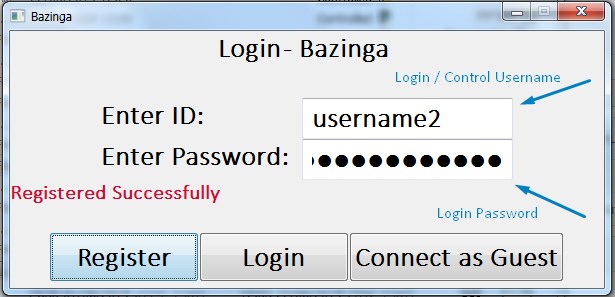 Bazinga
Login- Bazinga
Login / Control Username
Enter ID:
username2
Enter Password:
●●●●●●●●●●●●
Registered Successfully
Login Password
Register
Login
Connect as Guest